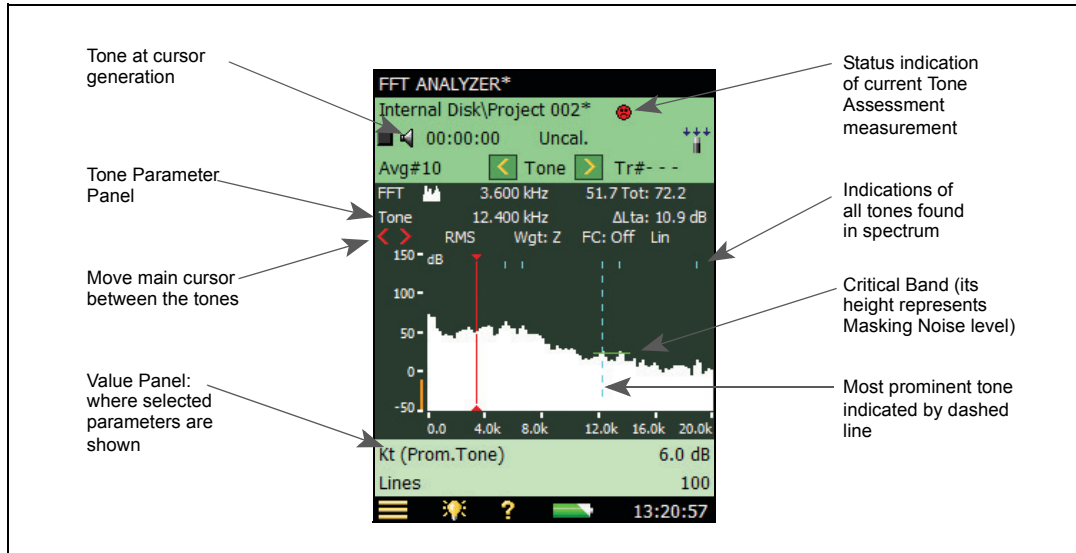 Tone at cursor
generation
Tone Parameter
Panel
Move main cursor
between the tones
Value Panel:
where selected
parameters are
shown
FFT ANALYZER*
Internal Disk\Project 002*
00:00:00 Uncal.
Avg#10 < Tone > Tr#- - -
FFT 3.600 kHz 51.7 Tot: 72.2
Tone 12.400 kHz ΔLta: 10.9 dB
< > RMS Wgt: Z FC: Off Lin
150 dB
100
50
0
-50
0.0 4.0k 8.0k 12.0k 16.0k 20.0k
Kt (Prom.Tone) 6.0 dB
Lines 100
? 13:20:57
Status indication
of current Tone
Assessment
measurement
Indications of
all tones found
in spectrum
Critical Band (its
height represents
Masking Noise level)
Most prominent tone
indicated by dashed
line